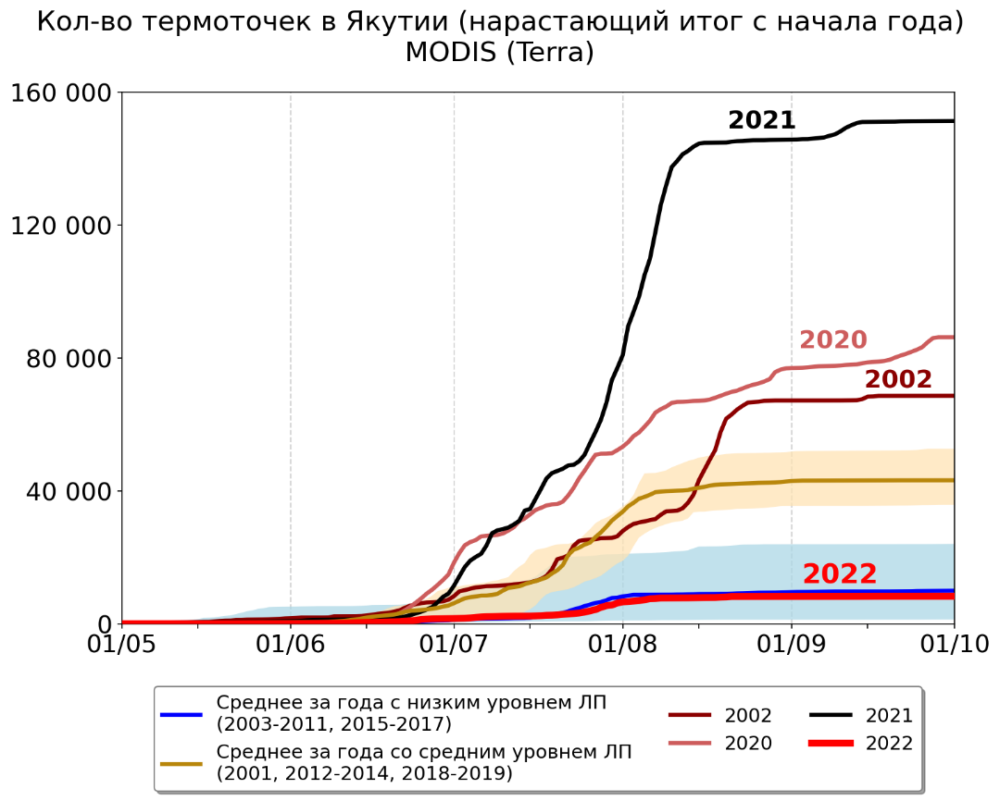 Кол-во термоточек в Якутии (нарастающий итог с начала года)
MODIS (Terra)
160 000
120 000
80 000
40 000
0
2021
2020
2002
2022
01/05 01/06 01/07 01/08 01/09 01/10
Среднее за года с низким уровнем ЛП
(2003-2011, 2015-2017)
Среднее за года со средним уровнем ЛП
(2001, 2012-2014, 2018-2019)
2002
2020
2021
2022